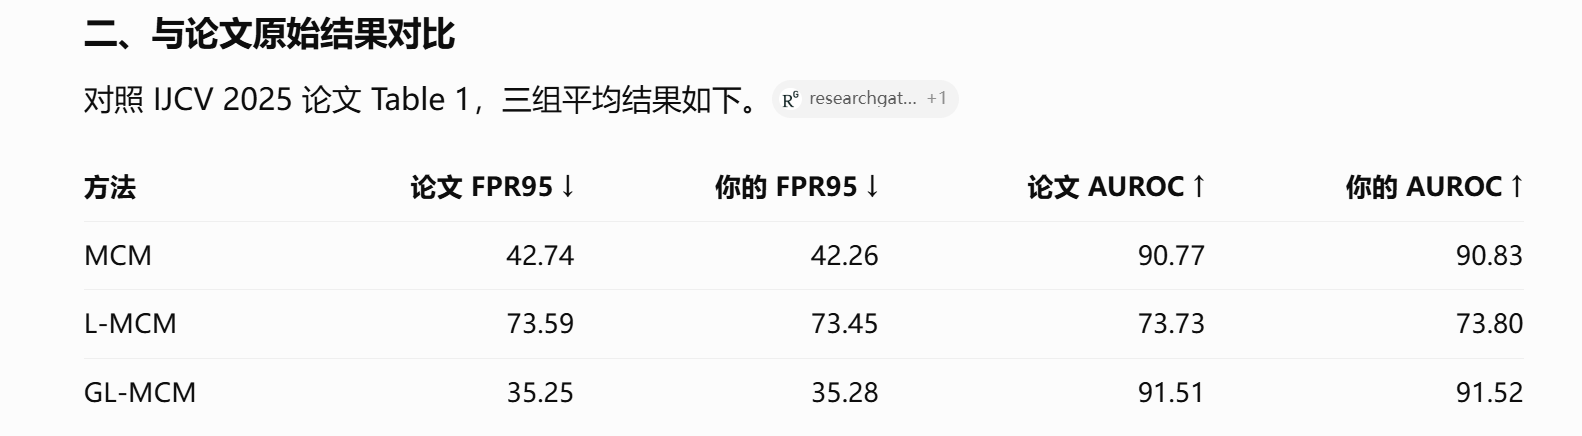 二、与论文原始结果对比
对照 IJCV 2025 论文 Table 1，三组平均结果如下。 RG researchgat... +1
方法 论文 FPR95↓ 你的 FPR95↓ 论文 AUROC↑ 你的 AUROC↑
MCM 42.74 42.26 90.77 90.83
L-MCM 73.59 73.45 73.73 73.80
GL-MCM 35.25 35.28 91.51 91.52